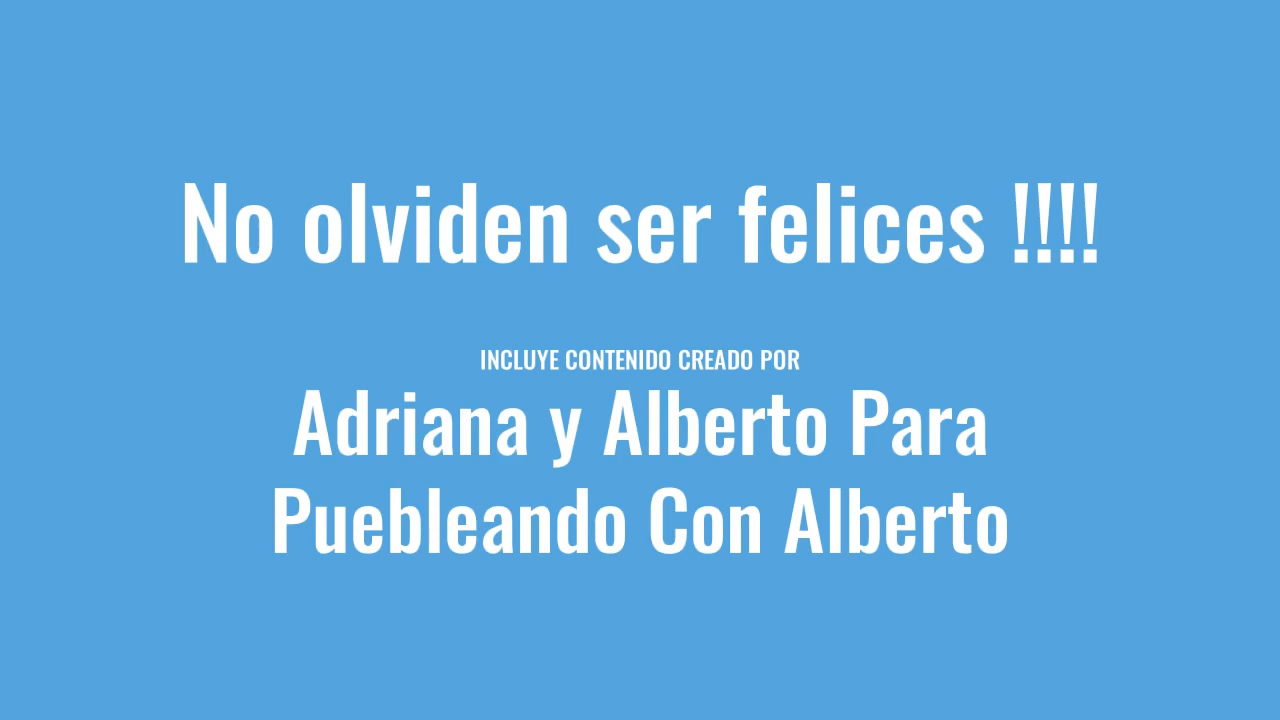 No olviden ser felices !!!!
INCLUYE CONTENIDO CREADO POR
Adriana y Alberto Para
Puebleando Con Alberto